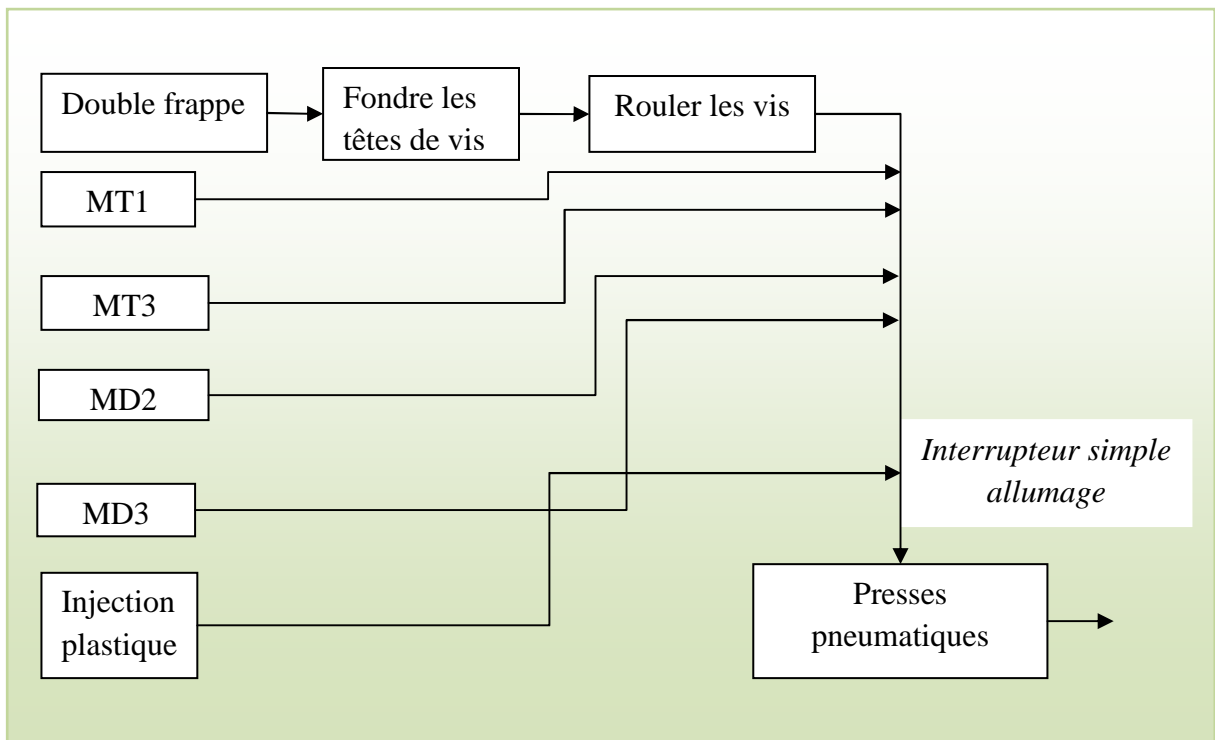 Double frappe
Fondre les
têtes de vis
Rouler les vis
MT1
MT3
MD2
Interrupteur simple
allumage
MD3
Injection
plastique
Presses
pneumatiques